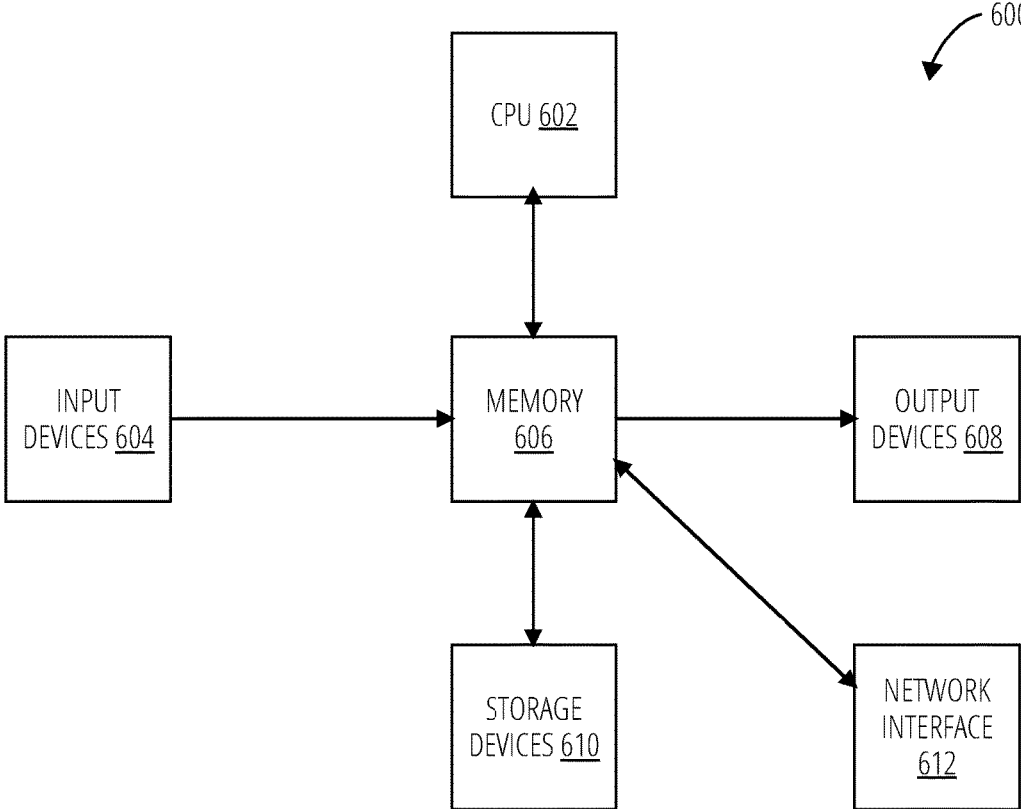 600
CPU 602
INPUT
DEVICES 604
MEMORY
606
OUTPUT
DEVICES 608
STORAGE
DEVICES 610
NETWORK
INTERFACE
612